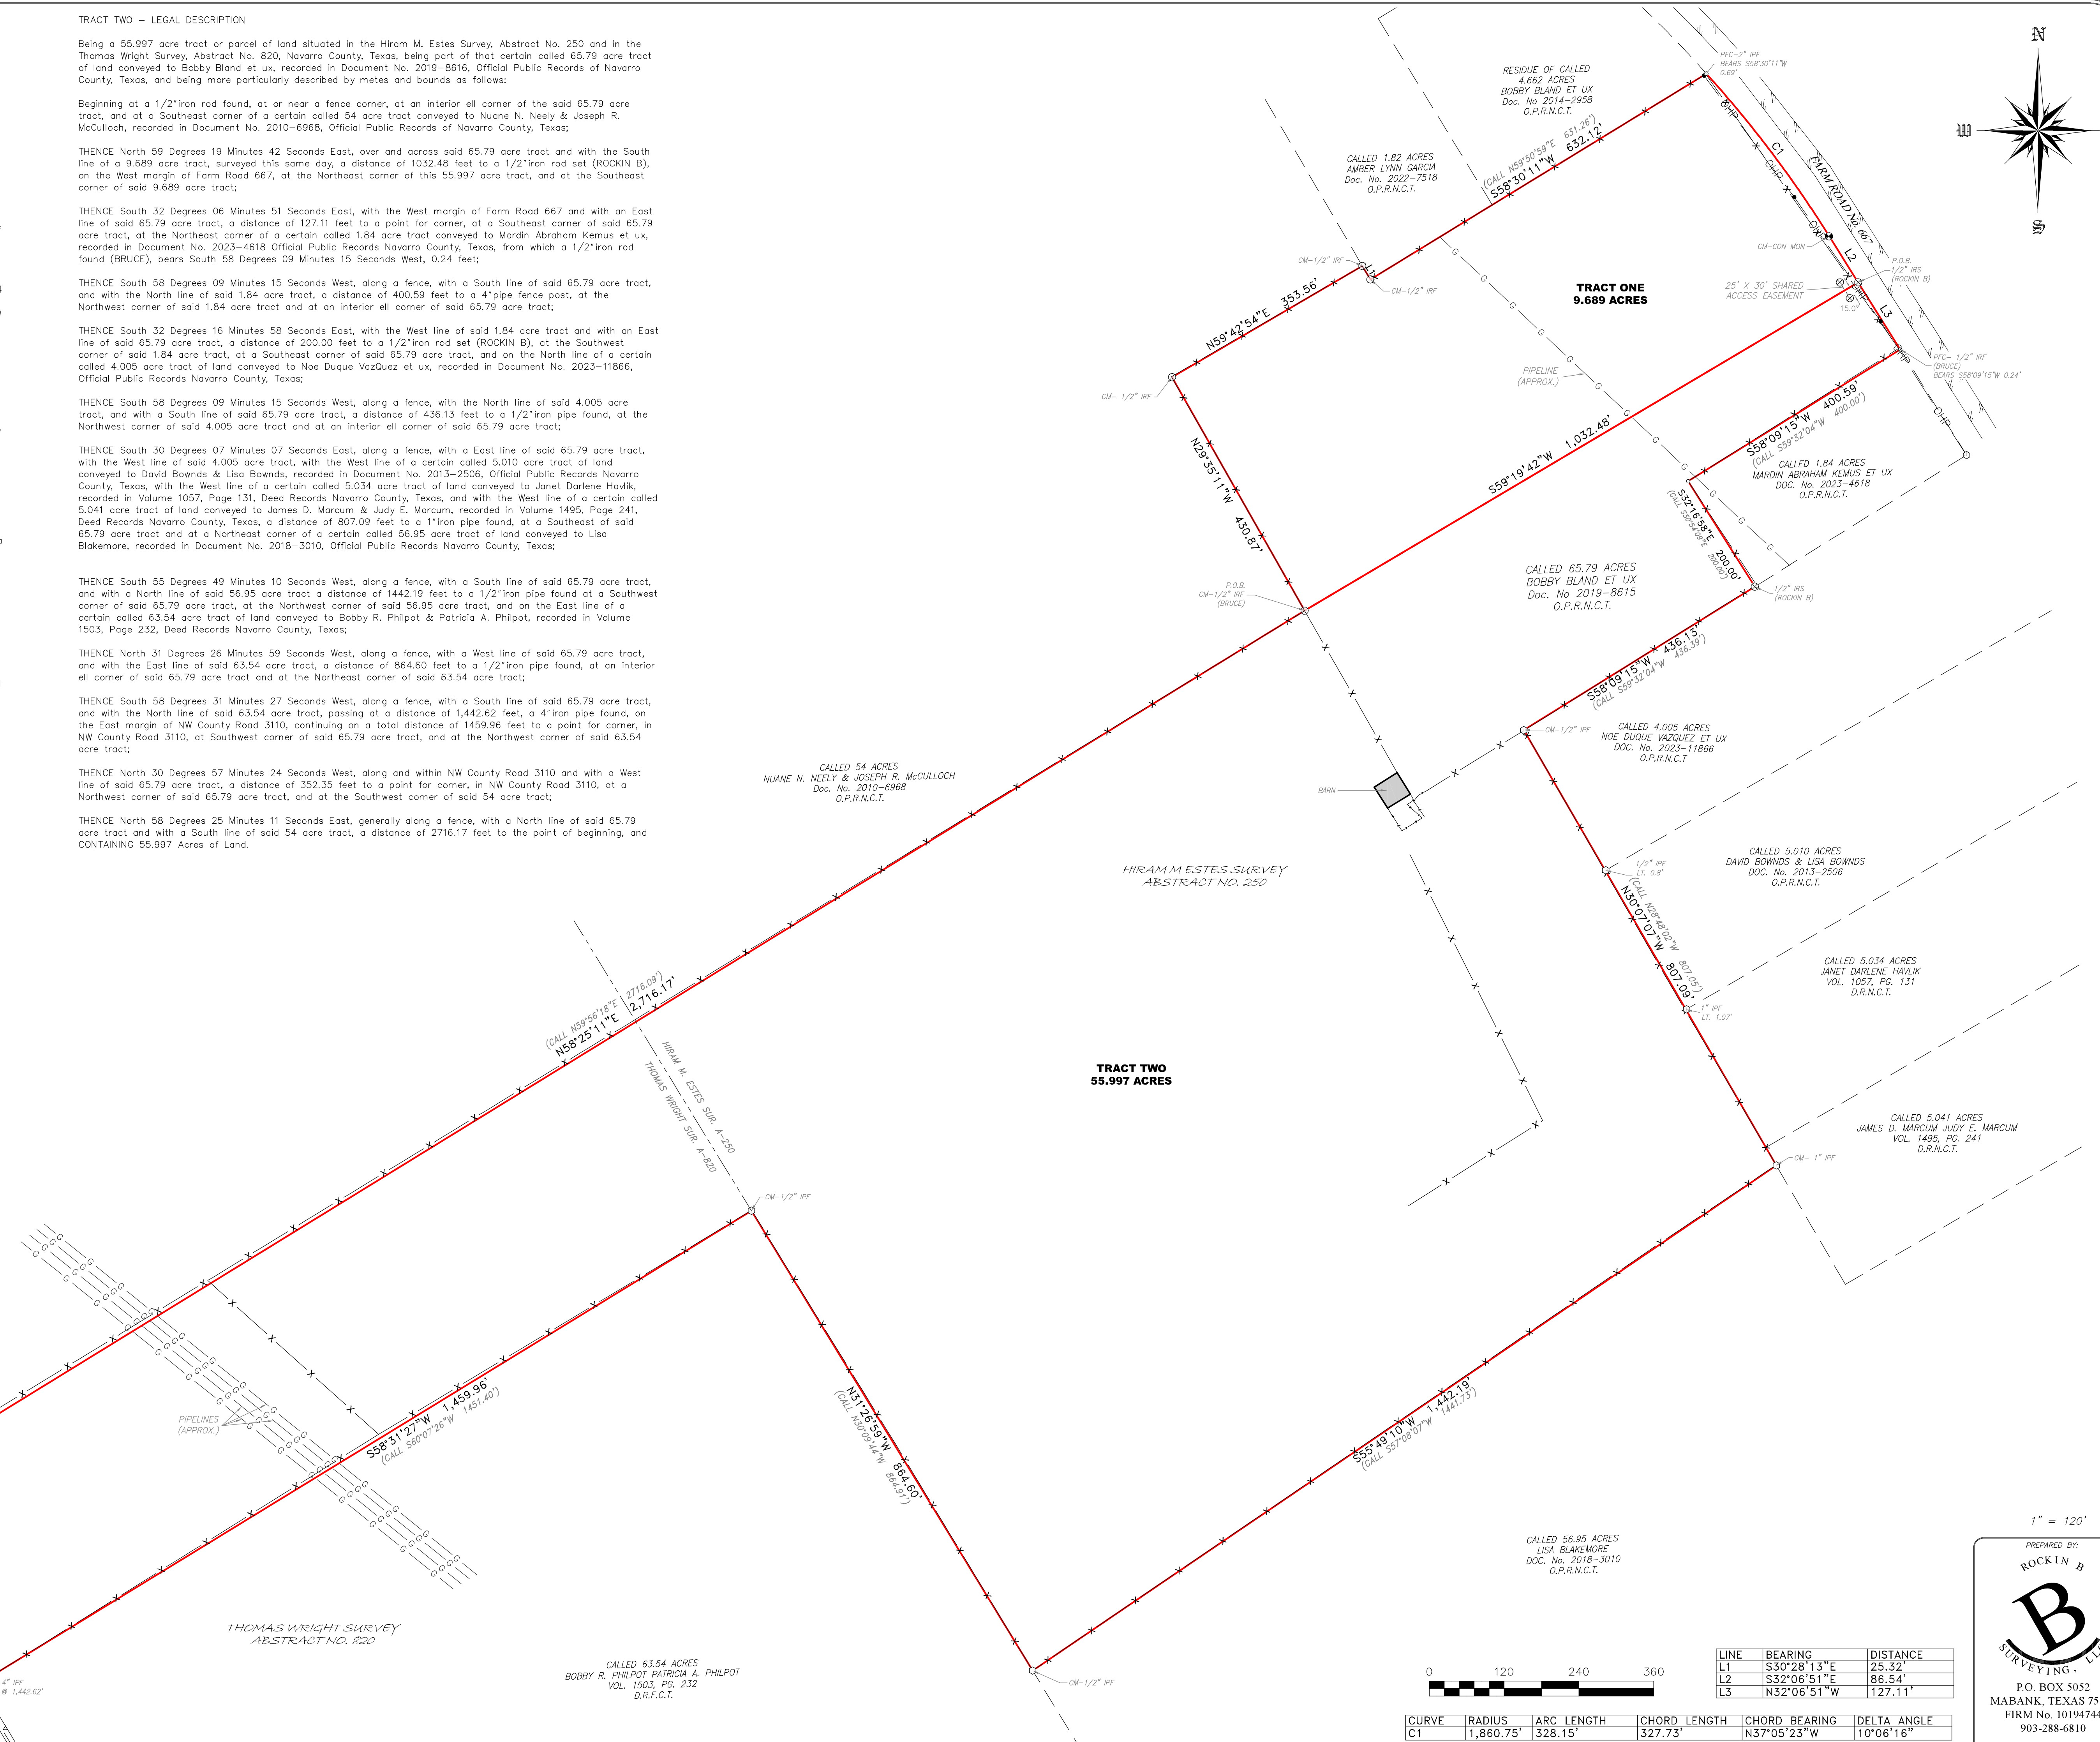 TRACT TWO – LEGAL DESCRIPTION
Being a 55.997 acre tract or parcel of land situated in the Hiram M. Estes Survey, Abstract No. 250 and in the
Thomas Wright Survey, Abstract No. 820, Navarro County, Texas, being part of that certain called 65.79 acre tract
of land conveyed to Bobby Bland et ux, recorded in Document No. 2019–8616, Official Public Records of Navarro
County, Texas, and being more particularly described by metes and bounds as follows:
Beginning at a 1/2"iron rod found, at or near a fence corner, at an interior ell corner of the said 65.79 acre
tract, and at a Southeast corner of a certain called 54 acre tract conveyed to Nuane N. Neely & Joseph R.
McCulloch, recorded in Document No. 2010–6968, Official Public Records of Navarro County, Texas;
THENCE North 59 Degrees 19 Minutes 42 Seconds East, over and across said 65.79 acre tract and with the South
line of a 9.689 acre tract, surveyed this same day, a distance of 1032.48 feet to a 1/2"iron rod set (ROCKIN B),
on the West margin of Farm Road 667, at the Northeast corner of this 55.997 acre tract, and at the Southeast
corner of said 9.689 acre tract;
THENCE South 32 Degrees 06 Minutes 51 Seconds East, with the West margin of Farm Road 667 and with an East
line of said 65.79 acre tract, a distance of 127.11 feet to a point for corner, at a Southeast corner of said 65.79
acre tract, at the Northeast corner of a certain called 1.84 acre tract conveyed to Mardin Abraham Kemus et ux,
recorded in Document No. 2023–4618 Official Public Records Navarro County, Texas, from which a 1/2"iron rod
found (BRUCE), bears South 58 Degrees 09 Minutes 15 Seconds West, 0.24 feet;
THENCE South 58 Degrees 09 Minutes 15 Seconds West, along a fence, with a South line of said 65.79 acre tract,
and with the North line of said 1.84 acre tract, a distance of 400.59 feet to a 4"pipe fence post, at the
Northwest corner of said 1.84 acre tract and at an interior ell corner of said 65.79 acre tract;
THENCE South 32 Degrees 16 Minutes 58 Seconds East, with the West line of said 1.84 acre tract and with an East
line of said 65.79 acre tract, a distance of 200.00 feet to a 1/2"iron rod set (ROCKIN B), at the Southwest
corner of said 1.84 acre tract, at a Southeast corner of said 65.79 acre tract, and on the North line of a certain
called 4.005 acre tract of land conveyed to Noe Duque VazQuez et ux, recorded in Document No. 2023–11866,
Official Public Records Navarro County, Texas;
THENCE South 58 Degrees 09 Minutes 15 Seconds West, along a fence, with the North line of said 4.005 acre
tract, and with a South line of said 65.79 acre tract, a distance of 436.13 feet to a 1/2"iron pipe found, at the
Northwest corner of said 4.005 acre tract and at an interior ell corner of said 65.79 acre tract;
THENCE South 30 Degrees 07 Minutes 07 Seconds East, along a fence, with a East line of said 65.79 acre tract,
with the West line of said 4.005 acre tract, with the West line of a certain called 5.010 acre tract of land
conveyed to David Bownds & Lisa Bownds, recorded in Document No. 2013–2506, Official Public Records Navarro
County, Texas, with the West line of a certain called 5.034 acre tract of land conveyed to Janet Darlene Havlik,
recorded in Volume 1057, Page 131, Deed Records Navarro County, Texas, and with the West line of a certain called
5.041 acre tract of land conveyed to James D. Marcum & Judy E. Marcum, recorded in Volume 1495, Page 241,
Deed Records Navarro County, Texas, a distance of 807.09 feet to a 1"iron pipe found, at a Southeast of said
65.79 acre tract and at a Northeast corner of a certain called 56.95 acre tract of land conveyed to Lisa
Blakemore, recorded in Document No. 2018–3010, Official Public Records Navarro County, Texas;
THENCE South 55 Degrees 49 Minutes 10 Seconds West, along a fence, with a South line of said 65.79 acre tract,
and with a North line of said 56.95 acre tract a distance of 1442.19 feet to a 1/2"iron pipe found at a Southwest
corner of said 65.79 acre tract, at the Northwest corner of said 56.95 acre tract, and on the East line of a
certain called 63.54 acre tract of land conveyed to Bobby R. Philpot & Patricia A. Philpot, recorded in Volume
1503, Page 232, Deed Records Navarro County, Texas;
THENCE North 31 Degrees 26 Minutes 59 Seconds West, along a fence, with a West line of said 65.79 acre tract,
and with the East line of said 63.54 acre tract, a distance of 864.60 feet to a 1/2"iron pipe found, at an interior
ell corner of said 65.79 acre tract and at the Northeast corner of said 63.54 acre tract;
THENCE South 58 Degrees 31 Minutes 27 Seconds West, along a fence, with a South line of said 65.79 acre tract,
and with the North line of said 63.54 acre tract, passing at a distance of 1,442.62 feet, a 4"iron pipe found, on
the East margin of NW County Road 3110, continuing on a total distance of 1459.96 feet to a point for corner, in
NW County Road 3110, at Southwest corner of said 65.79 acre tract, and at the Northwest corner of said 63.54
acre tract;
THENCE North 30 Degrees 57 Minutes 24 Seconds West, along and within NW County Road 3110 and with a West
line of said 65.79 acre tract, a distance of 352.35 feet to a point for corner, in NW County Road 3110, at a
Northwest corner of said 65.79 acre tract, and at the Southwest corner of said 54 acre tract;
THENCE North 58 Degrees 25 Minutes 11 Seconds East, generally along a fence, with a North line of said 65.79
acre tract and with a South line of said 54 acre tract, a distance of 2716.17 feet to the point of beginning, and
CONTAINING 55.997 Acres of Land.
N
W
S
RESIDUE OF CALLED
4.662 ACRES
BOBBY BLAND ET UX
Doc. No 2014–2958
O.P.R.N.C.T.
PFC–2" IPF
BEARS S58°30'11"W
0.69'
CALLED 1.82 ACRES
AMBER LYNN GARCIA
Doc. No. 2022–7518
O.P.R.N.C.T.
(CALL N59°50'59"E 631.26')
S58°30'11"W 632.12'
OHP
C1
OHP
FARM ROAD No. 667
OHP
CM–CON MON
L2
P.O.B.
1/2" IRS
(ROCKIN B)
OHP
25' X 30' SHARED
ACCESS EASEMENT
15.0'
L3
OHP
PFC– 1/2" IRF
(BRUCE)
BEARS S58°09'15"W 0.24'
OHP
CM–1/2" IRF
L1
CM–1/2" IRF
N59°42'54"E 353.56'
CM– 1/2" IRF
TRACT ONE
9.689 ACRES
PIPELINE
(APPROX.)
G
G
G
G
G
G
G
G
G
G
G
N29°35'11"W 430.87'
S59°19'42"W 1,032.48'
S58°09'15"W 400.59'
(CALL S59°32'04"W 400.00')
CALLED 1.84 ACRES
MARDIN ABRAHAM KEMUS ET UX
DOC. No. 2023–4618
O.P.R.N.C.T.
S32°16'58"E 200.00'
(CALL S30°54'09"E 200.00')
1/2" IRS
(ROCKIN B)
P.O.B.
CM–1/2" IRF
(BRUCE)
CALLED 65.79 ACRES
BOBBY BLAND ET UX
Doc. No 2019–8615
O.P.R.N.C.T.
S58°09'15"W 436.13'
(CALL S59°32'04"W 436.39')
CM–1/2" IPF
CALLED 4.005 ACRES
NOE DUQUE VAZQUEZ ET UX
DOC. No. 2023–11866
O.P.R.N.C.T
CALLED 54 ACRES
NUANE N. NEELY & JOSEPH R. McCULLOCH
Doc. No. 2010–6968
O.P.R.N.C.T.
BARN
HIRAM M ESTES SURVEY
ABSTRACT NO. 250
1/2" IPF
LT. 0.8'
CALLED 5.010 ACRES
DAVID BOWNDS & LISA BOWNDS
DOC. No. 2013–2506
O.P.R.N.C.T.
(CALL N28°48'02"W 807.05')
N30°07'07"W 807.09'
1" IPF
LT. 1.07'
CALLED 5.034 ACRES
JANET DARLENE HAVLIK
VOL. 1057, PG. 131
D.R.N.C.T.
(CALL N59°56'18"E 2716.09')
N58°25'11"E 2,716.17'
HIRAM M. ESTES SUR. A–250
THOMAS WRIGHT SUR. A–820
TRACT TWO
55.997 ACRES
CALLED 5.041 ACRES
JAMES D. MARCUM JUDY E. MARCUM
VOL. 1495, PG. 241
D.R.N.C.T.
CM– 1" IPF
CM–1/2" IPF
PIPELINES
(APPROX.)
S58°31'27"W 1,459.96'
(CALL S60°07'26"W 1451.40')
N31°26'59"W 864.60'
(CALL N30°09'44"W 864.91')
S55°49'10"W 1,442.19'
(CALL S57°08'07"W 1441.73')
THOMAS WRIGHT SURVEY
ABSTRACT NO. 820
CALLED 63.54 ACRES
BOBBY R. PHILPOT PATRICIA A. PHILPOT
VOL. 1503, PG. 232
D.R.F.C.T.
4" IPF
@ 1,442.62'
CM–1/2" IPF
CALLED 56.95 ACRES
LISA BLAKEMORE
DOC. No. 2018–3010
O.P.R.N.C.T.
0 120 240 360
LINE BEARING DISTANCE
L1 S30°28'13"E 25.32'
L2 S32°06'51"E 86.54'
L3 N32°06'51"W 127.11'
CURVE RADIUS ARC LENGTH CHORD LENGTH CHORD BEARING DELTA ANGLE
C1 1,860.75' 328.15' 327.73' N37°05'23"W 10°06'16"
1" = 120'
PREPARED BY:
ROCKIN B
B
SURVEYING, LL
P.O. BOX 5052
MABANK, TEXAS 75
FIRM No. 10194744
903-288-6810